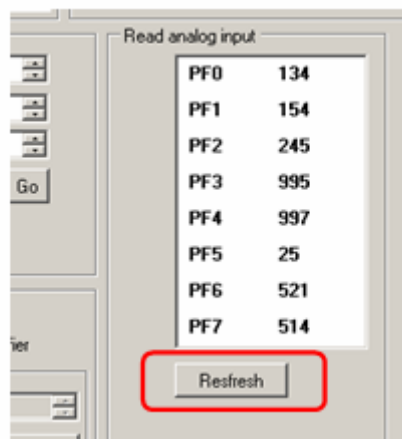 Read analog input
PF0 134
PF1 154
PF2 245
PF3 995
Go
PF4 997
PF5 25
PF6 521
PF7 514
Resfresh